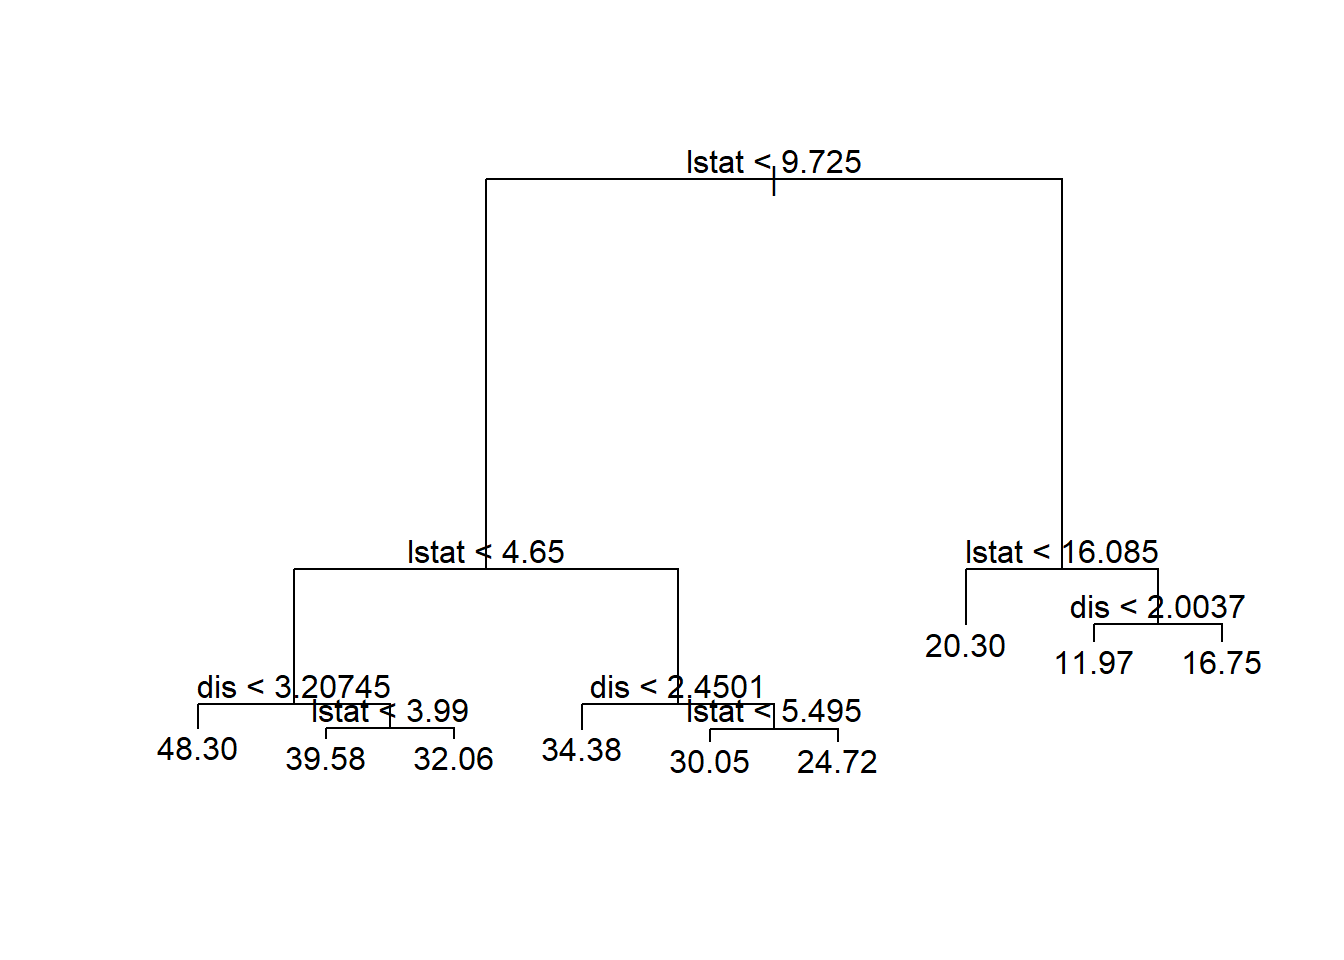 lstat < 9.725
lstat < 4.65
lstat < 16.085
dis < 2.0037
20.30
11.97
16.75
dis < 3.20745
dis < 2.4501
lstat < 3.99
lstat < 5.495
48.30
39.58
32.06
34.38
30.05
24.72